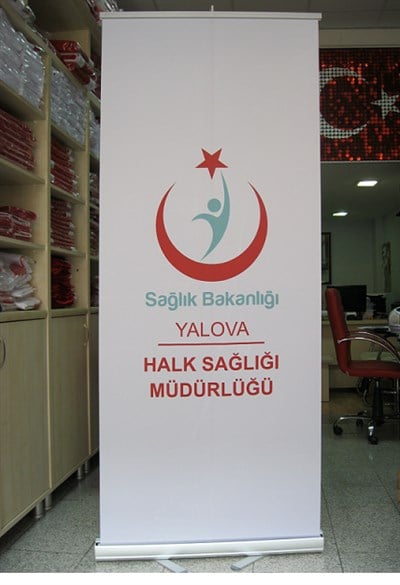 Sağlık Bakanlığı
YALOVA
HALK SAĞLIĞI
MÜDÜRLÜĞÜ